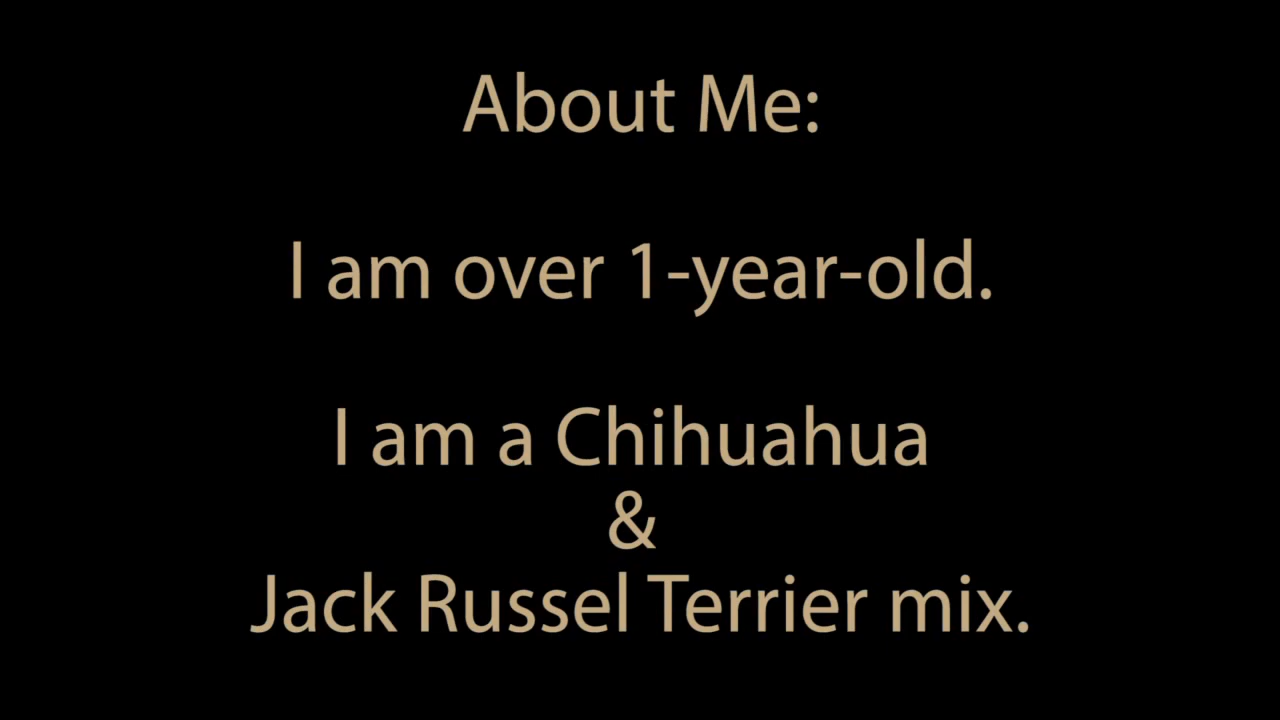 About Me:
I am over 1-year-old.
I am a Chihuahua
&
Jack Russel Terrier mix.